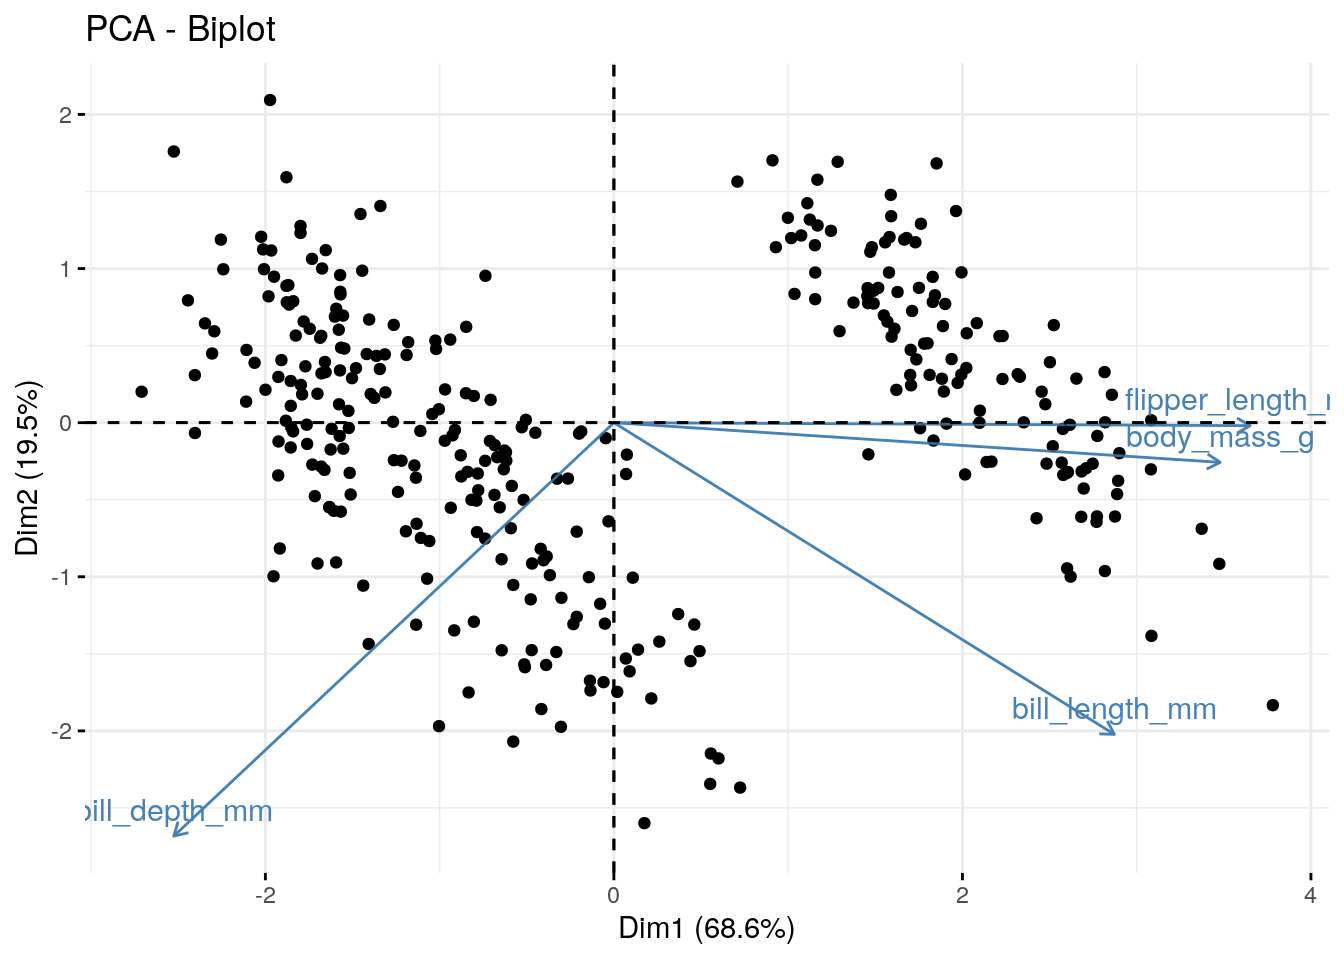 PCA - Biplot
2
1
0
-1
-2
Dim2 (19.5%)
flipper_length_
body_mass_g
bill_length_mm
bill_depth_mm
-2
0
2
4
Dim1 (68.6%)